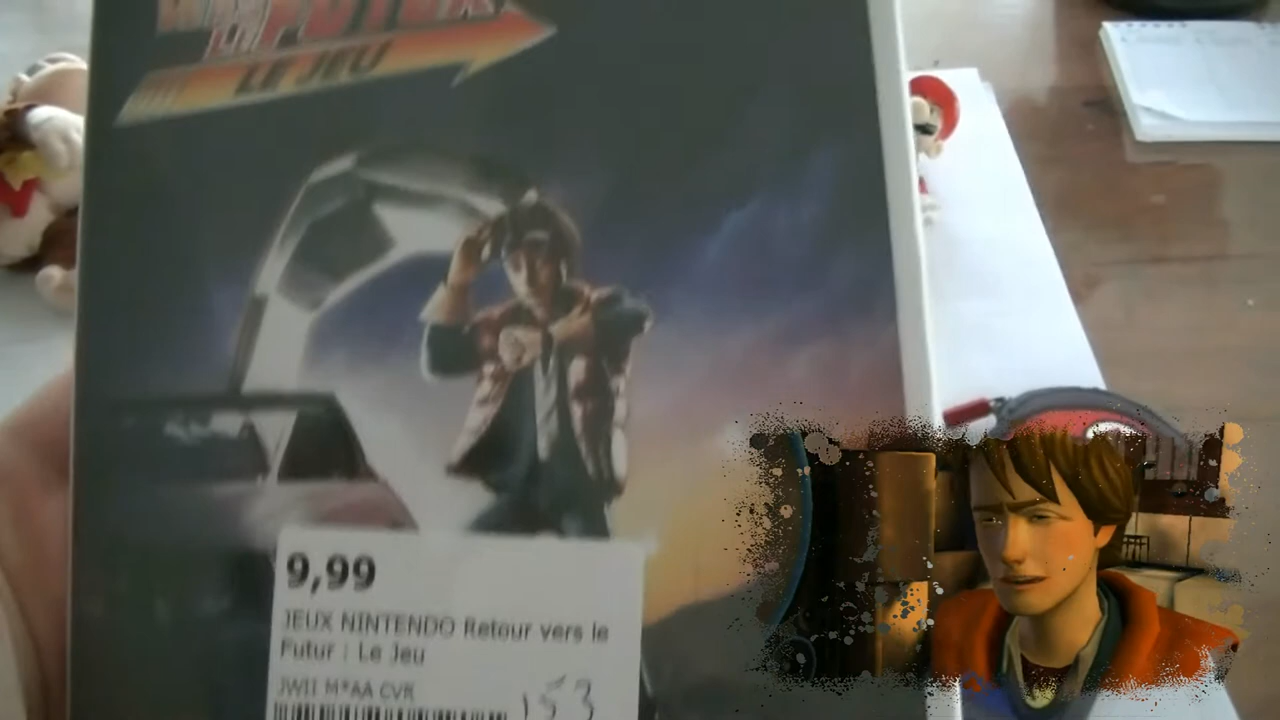 LE JEU
9,99
JEUX NINTENDO Retour vers le
Futur : Le Jeu
JWII M*AA CVR
153